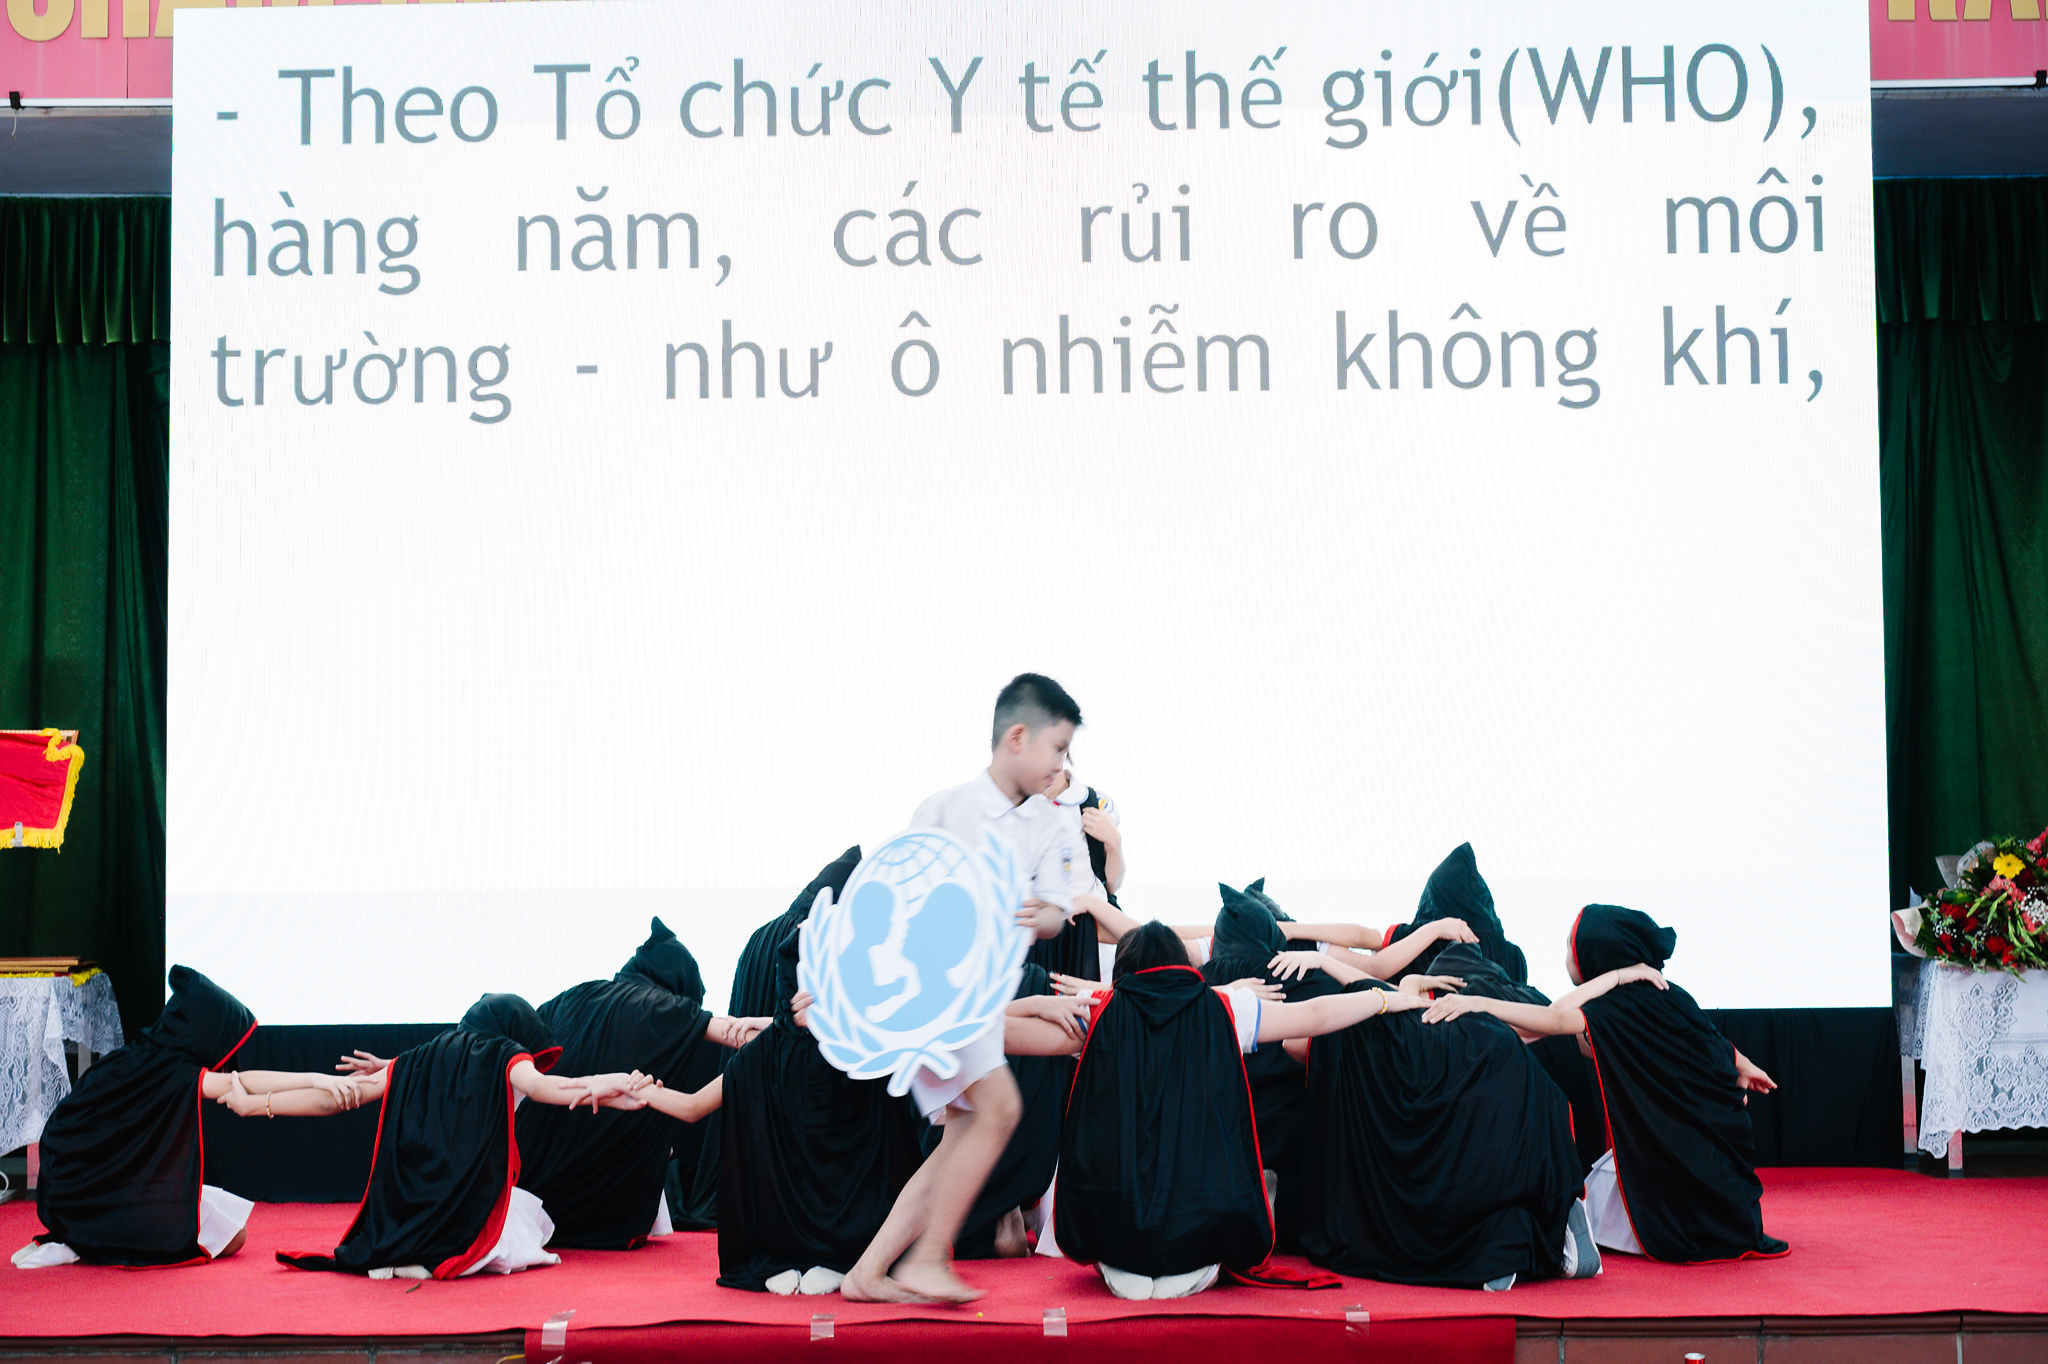 - Theo Tổ chức Y tế thế giới(WHO),
hàng năm, các rủi ro về môi
trường - như ô nhiễm không khí,